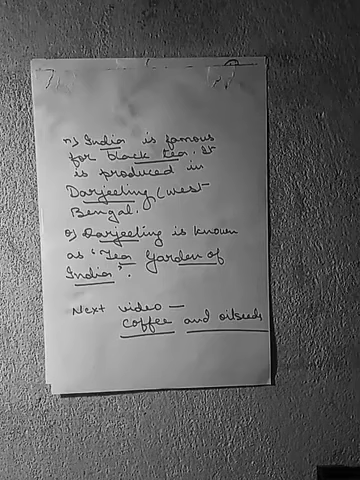 n) India is famous
for black tea. It
is produced in
Darjeeling, (west
Bengal.
o) Darjeeling is known
as "Tea Garden of
India".
Next video —
coffee and oilseeds